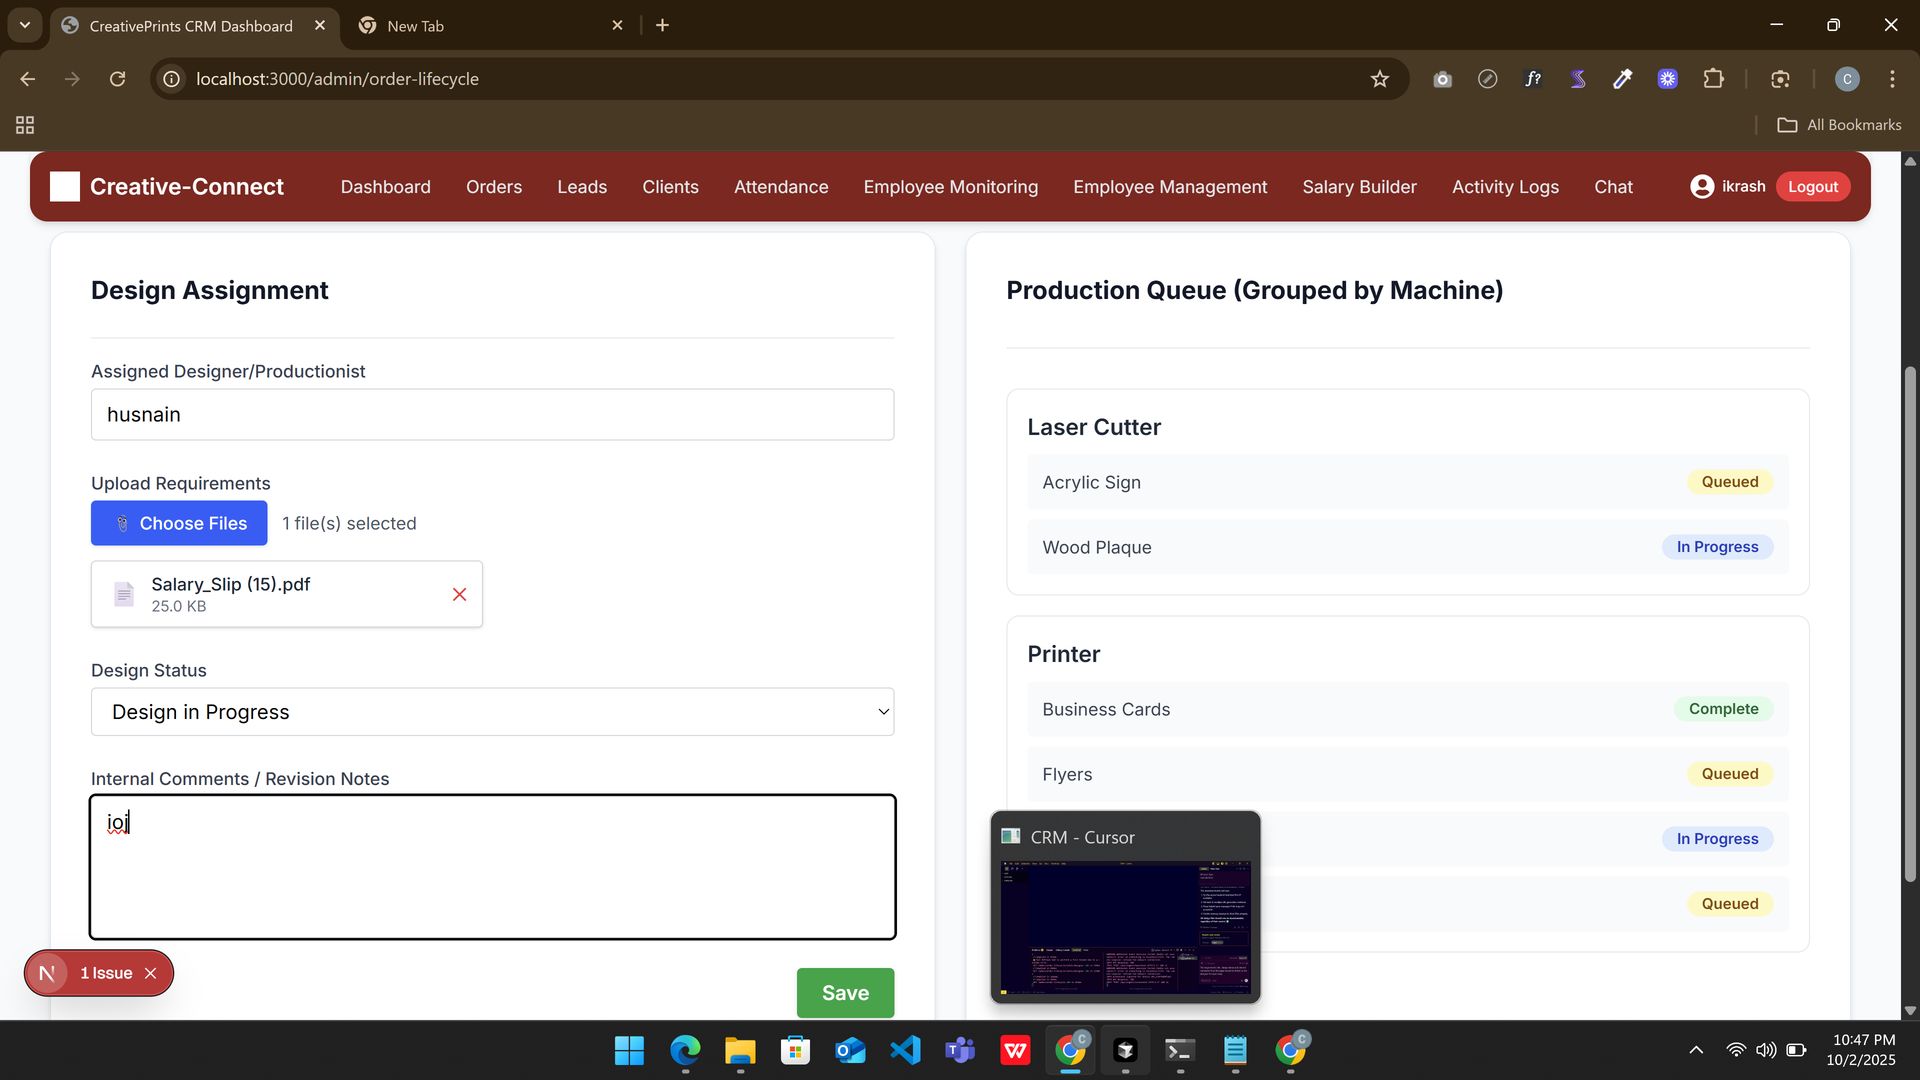 CreativePrints CRM Dashboard
New Tab
localhost:3000/admin/order-lifecycle
f?
C
All Bookmarks
Creative-Connect
Dashboard
Orders
Leads
Clients
Attendance
Employee Monitoring
Employee Management
Salary Builder
Activity Logs
Chat
ikrash
Logout
Design Assignment
Assigned Designer/Productionist
husnain
Upload Requirements
Choose Files
1 file(s) selected
Salary_Slip (15).pdf
25.0 KB
Design Status
Design in Progress
Internal Comments / Revision Notes
ioj
N
1 Issue
Save
Production Queue (Grouped by Machine)
Laser Cutter
Acrylic Sign
Queued
Wood Plaque
In Progress
Printer
Business Cards
Complete
Flyers
Queued
In Progress
Queued
CRM - Cursor
C
C
10:47 PM
10/2/2025